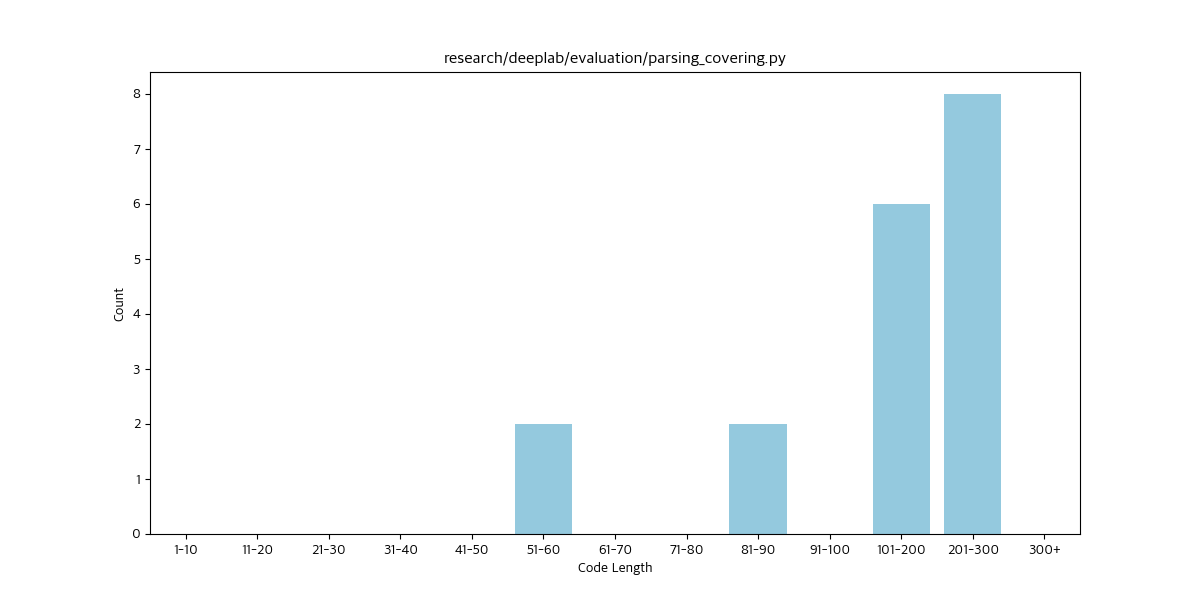 research/deeplab/evaluation/parsing_covering.py
Count
8
7
6
5
4
3
2
1
0
1-10 11-20 21-30 31-40 41-50 51-60 61-70 71-80 81-90 91-100 101-200 201-300 300+
Code Length